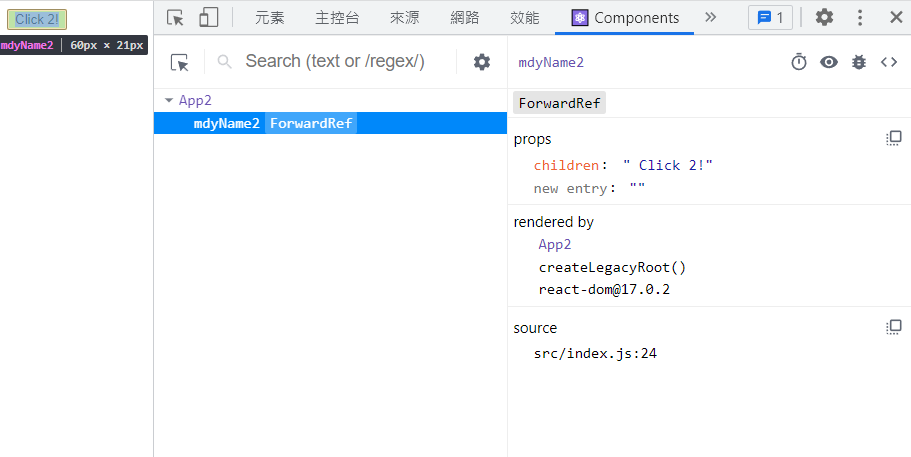 Click 2!
mdyName2 | 60px × 21px
元素 主控台 來源 網路 效能 Components 1
Search (text or /regex/)
App2
mdyName2 ForwardRef
mdyName2
ForwardRef
props
children: " Click 2!"
new entry: ""
rendered by
App2
createLegacyRoot()
react-dom@17.0.2
source
src/index.js:24